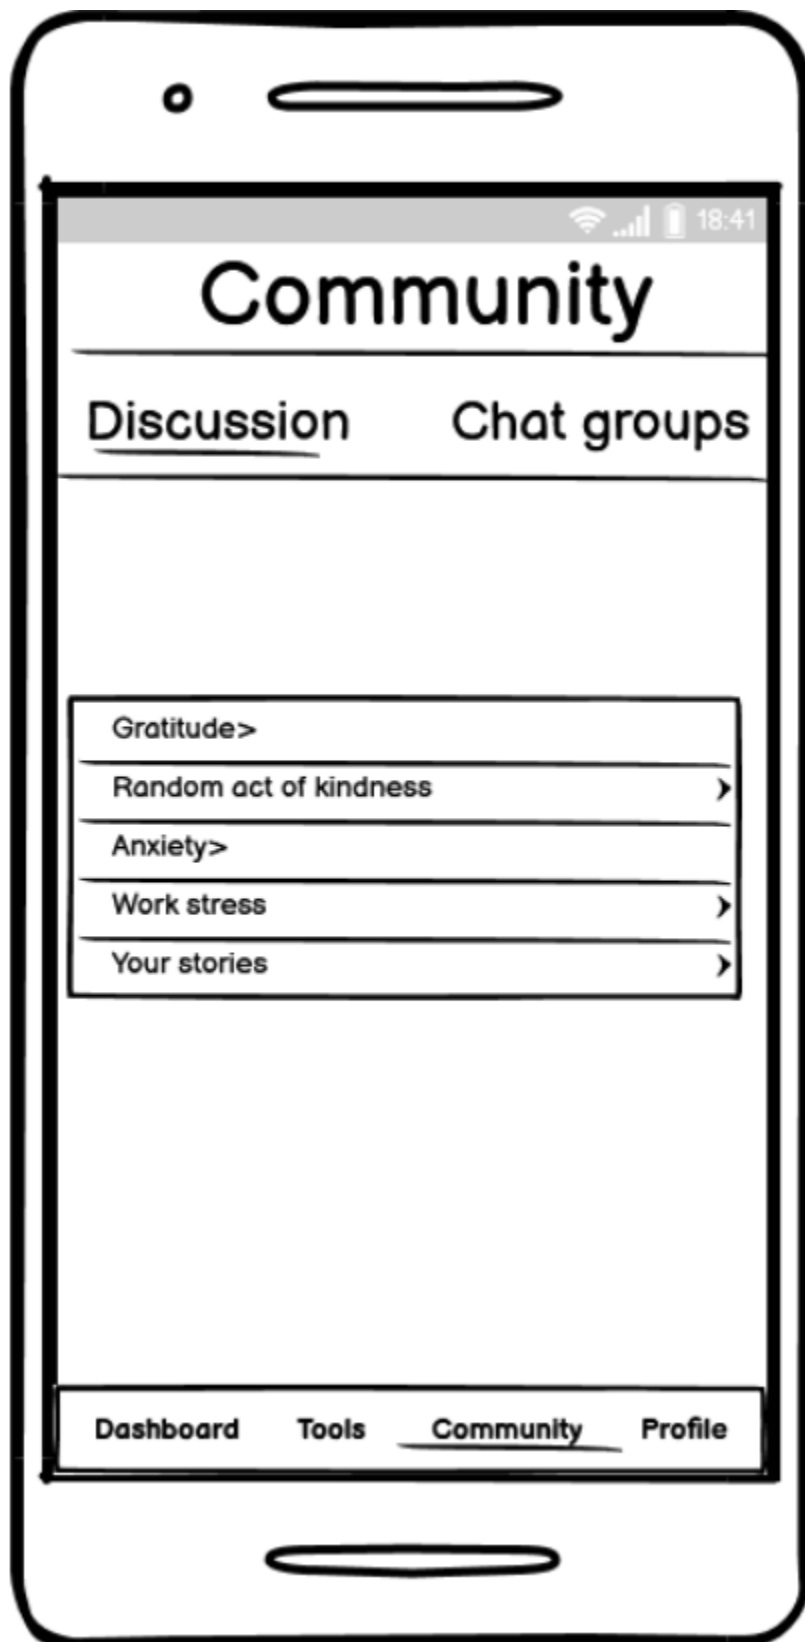 18:41
Community
Discussion Chat groups
Gratitude>
Random act of kindness
Anxiety>
Work stress
Your stories
Dashboard Tools Community Profile